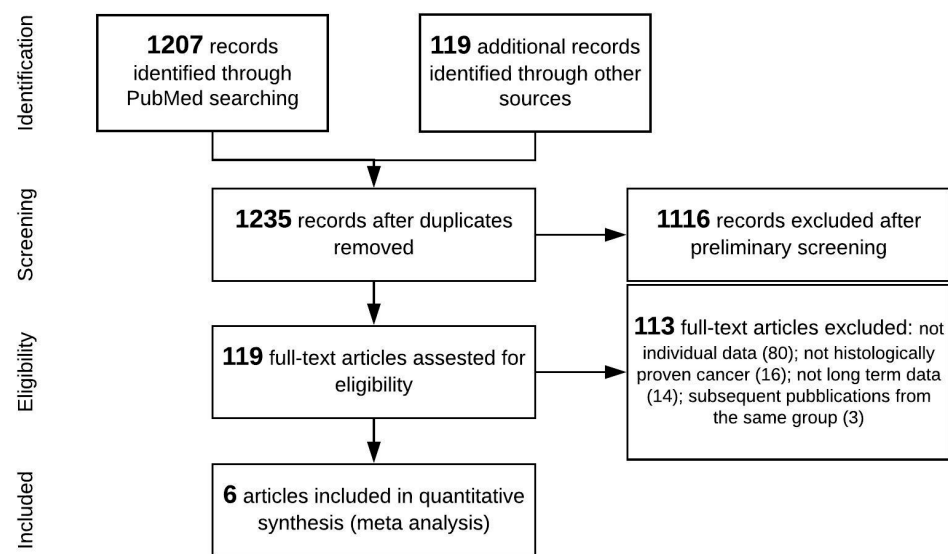 Identification
1207 records
identified through
PubMed searching
119 additional records
identified through other
sources
Screening
1235 records after duplicates
removed
1116 records excluded after
preliminary screening
Eligibility
119 full-text articles assested for
eligibility
113 full-text articles excluded: not
individual data (80); not histologically
proven cancer (16); not long term data
(14); subsequent pubblications from
the same group (3)
Included
6 articles included in quantitative
synthesis (meta analysis)